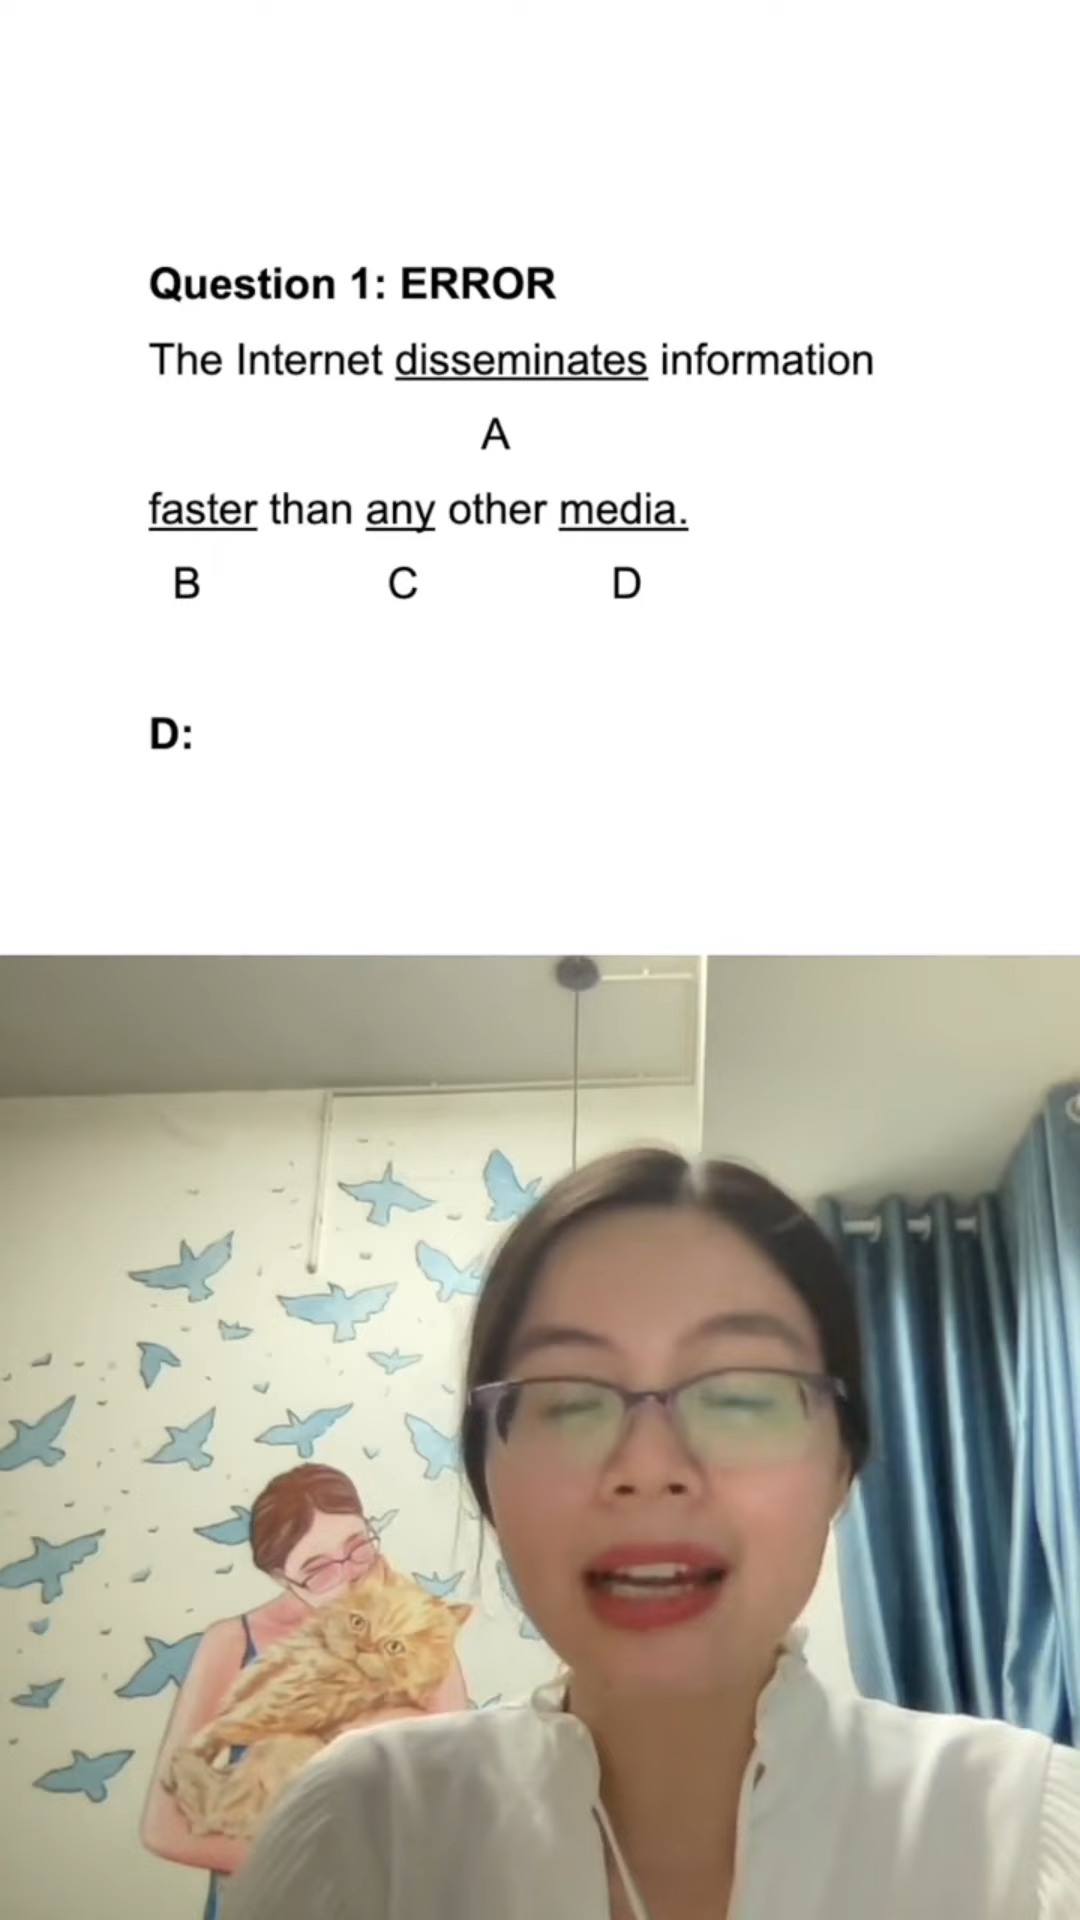 Question 1: ERROR
The Internet disseminates information
A
faster than any other media.
B C D
D: